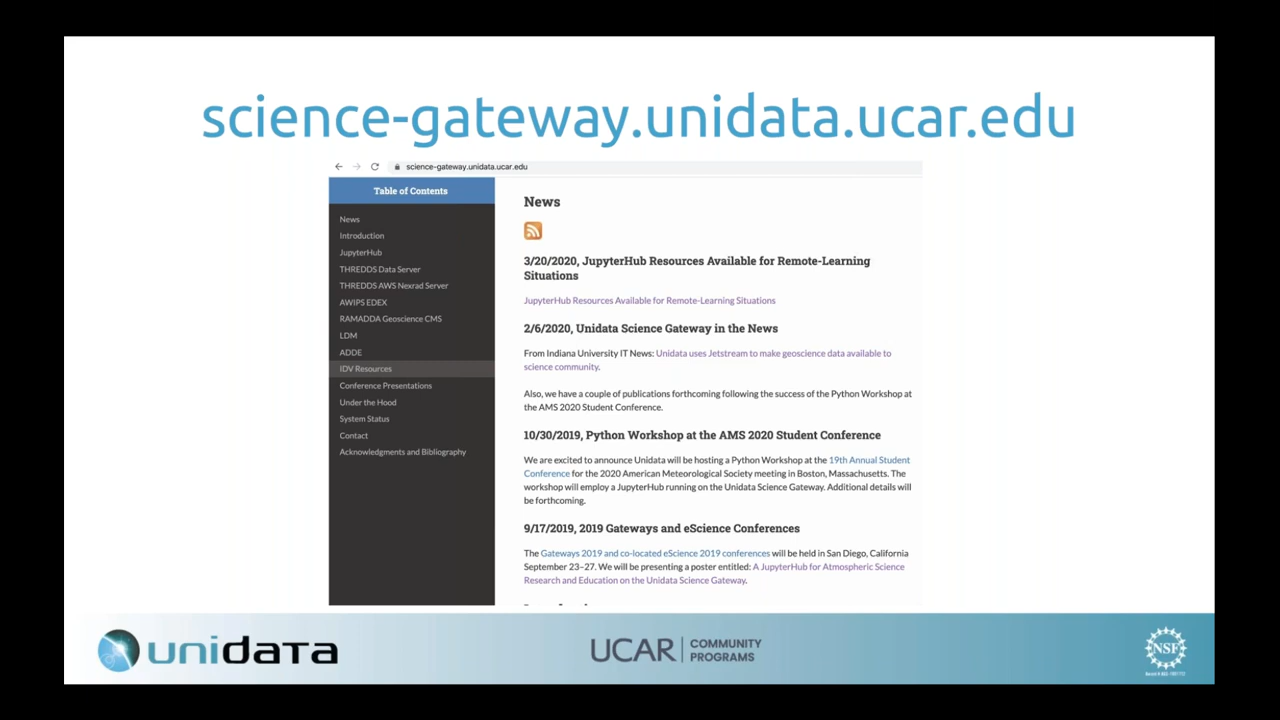 science-gateway.unidata.ucar.edu
science-gateway.unidata.ucar.edu
Table of Contents
News
Introduction
JupyterHub
THREDDS Data Server
THREDDS AWS Nexrad Server
AWIPS EDEX
RAMADDA Geoscience CMS
LDM
ADDE
IDV Resources
Conference Presentations
Under the Hood
System Status
Contact
Acknowledgments and Bibliography
News
3/20/2020, JupyterHub Resources Available for Remote-Learning
Situations
JupyterHub Resources Available for Remote-Learning Situations
2/6/2020, Unidata Science Gateway in the News
From Indiana University IT News: Unidata uses Jetstream to make geoscience data available to
science community.
Also, we have a couple of publications forthcoming following the success of the Python Workshop at
the AMS 2020 Student Conference.
10/30/2019, Python Workshop at the AMS 2020 Student Conference
We are excited to announce Unidata will be hosting a Python Workshop at the 19th Annual Student
Conference for the 2020 American Meteorological Society meeting in Boston, Massachusetts. The
workshop will employ a JupyterHub running on the Unidata Science Gateway. Additional details will
be forthcoming.
9/17/2019, 2019 Gateways and eScience Conferences
The Gateways 2019 and co-located eScience 2019 conferences will be held in San Diego, California
September 23–27. We will be presenting a poster entitled: A JupyterHub for Atmospheric Science
Research and Education on the Unidata Science Gateway.
unidata
UCAR
COMMUNITY
PROGRAMS
NSF